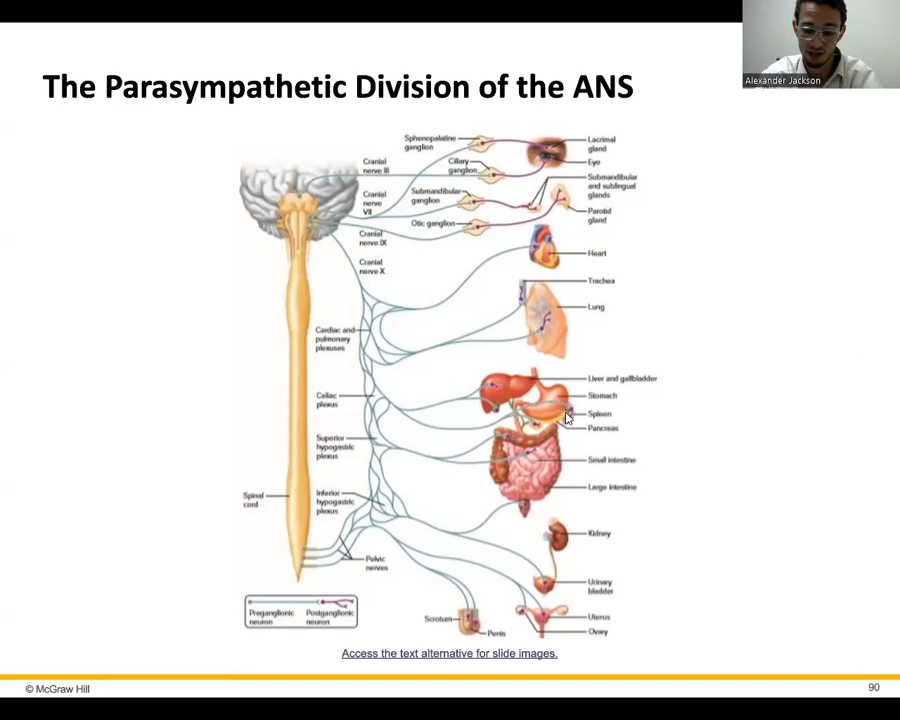 Alexander Jackson
The Parasympathetic Division of the ANS
Sphenopalatine
ganglion
Lacrimal
gland
Cranial
nerve III
Ciliary
ganglion
Eye
Submandibular
and sublingual
glands
Cranial
nerve
VII
Submandibular
ganglion
Parotid
gland
Otic ganglion
Cranial
nerve IX
Heart
Cranial
nerve X
Trachea
Lung
Cardiac and
pulmonary
plexuses
Liver and gallbladder
Celiac
plexus
Stomach
Spleen
Pancreas
Superior
hypogastric
plexus
Small intestine
Large intestine
Spinal
cord
Inferior
hypogastric
plexus
Kidney
Pelvic
nerves
Urinary
bladder
Preganglionic
neuron
Postganglionic
neuron
Scrotum
Penis
Uterus
Ovary
Access the text alternative for slide images.
© McGraw Hill
90